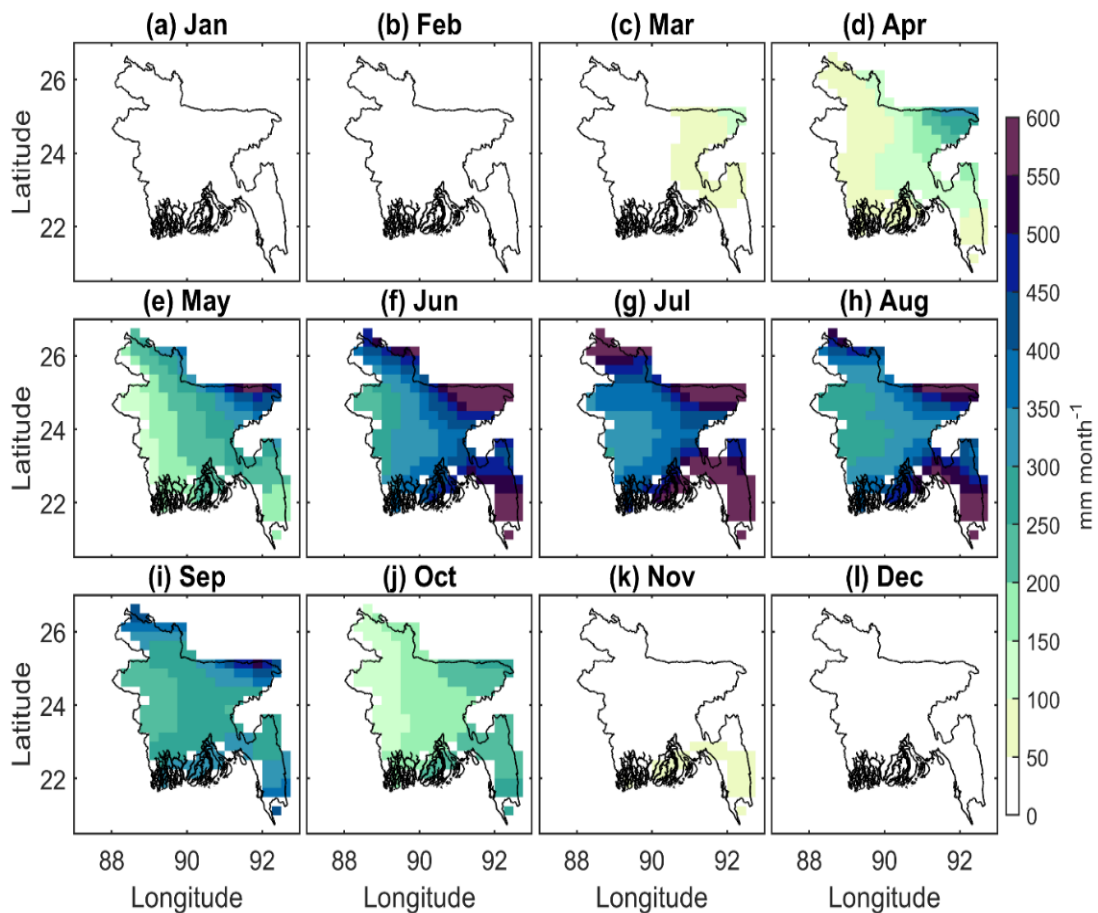 (a) Jan
(b) Feb
(c) Mar
(d) Apr
26
24
22
Latitude
(e) May
(f) Jun
(g) Jul
(h) Aug
26
24
22
Latitude
(i) Sep
(j) Oct
(k) Nov
(l) Dec
26
24
22
Latitude
88 90 92
88 90 92
88 90 92
88 90 92
Longitude
Longitude
Longitude
Longitude
600
550
500
450
400
350
300
250
200
150
100
50
0
mm month⁻¹